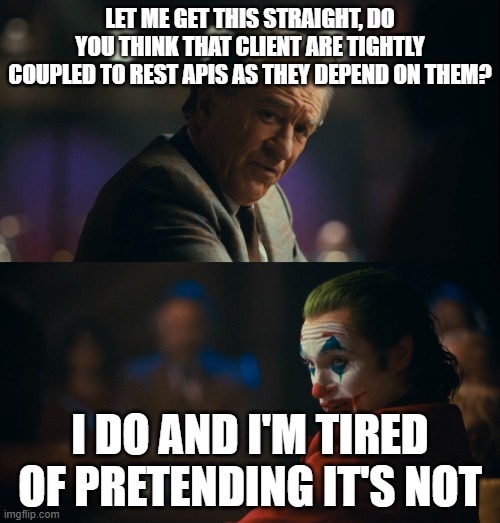 LET ME GET THIS STRAIGHT, DO
YOU THINK THAT CLIENT ARE TIGHTLY
COUPLED TO REST APIS AS THEY DEPEND ON THEM?
I DO AND I'M TIRED
OF PRETENDING IT'S NOT
imgflip.com